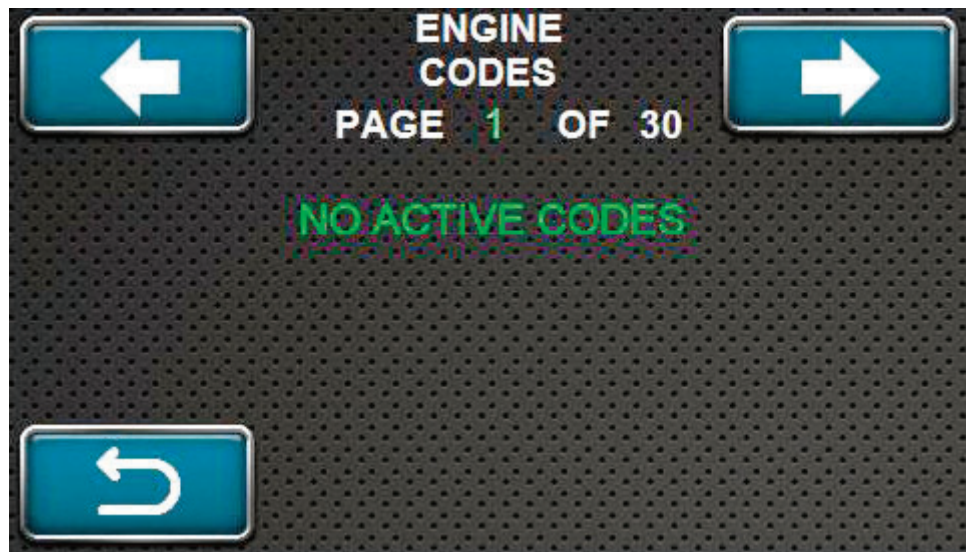 ENGINE
CODES
PAGE 1 OF 30
NO ACTIVE CODES